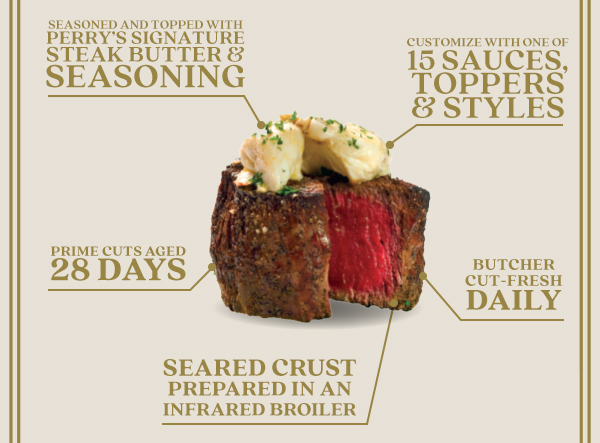 SEASONED AND TOPPED WITH
PERRY'S SIGNATURE
STEAK BUTTER &
SEASONING
CUSTOMIZE WITH ONE OF
15 SAUCES,
TOPPERS
& STYLES
PRIME CUTS AGED
28 DAYS
BUTCHER
CUT-FRESH
DAILY
SEARED CRUST
PREPARED IN AN
INFRARED BROILER